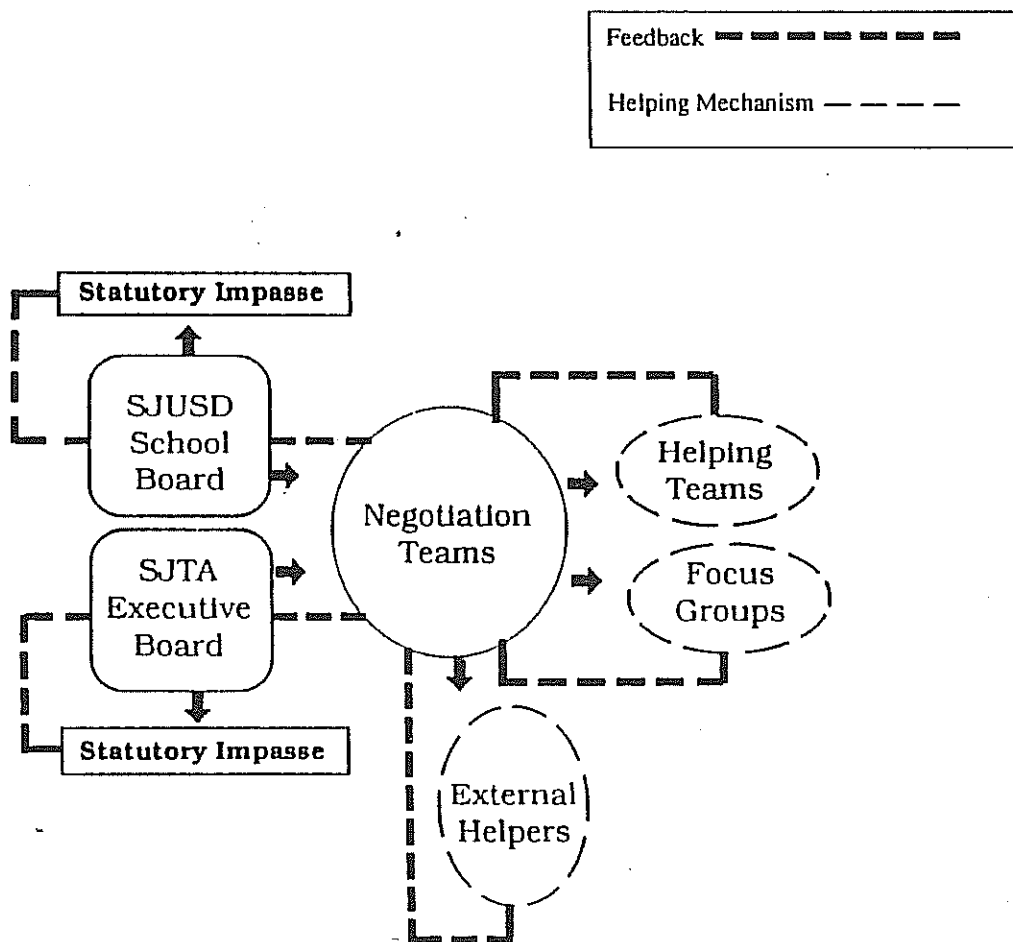 Feedback
Helping Mechanism
Statutory Impasse
SJUSD
School
Board
Negotiation
Teams
Helping
Teams
SJTA
Executive
Board
Focus
Groups
Statutory Impasse
External
Helpers